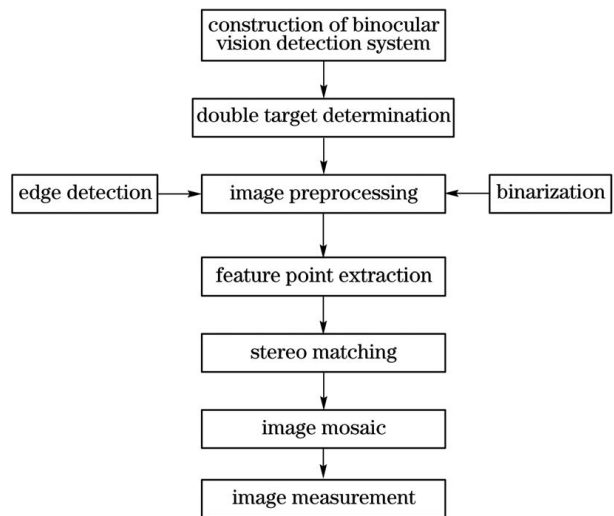 construction of binocular
vision detection system
double target determination
edge detection
image preprocessing
binarization
feature point extraction
stereo matching
image mosaic
image measurement